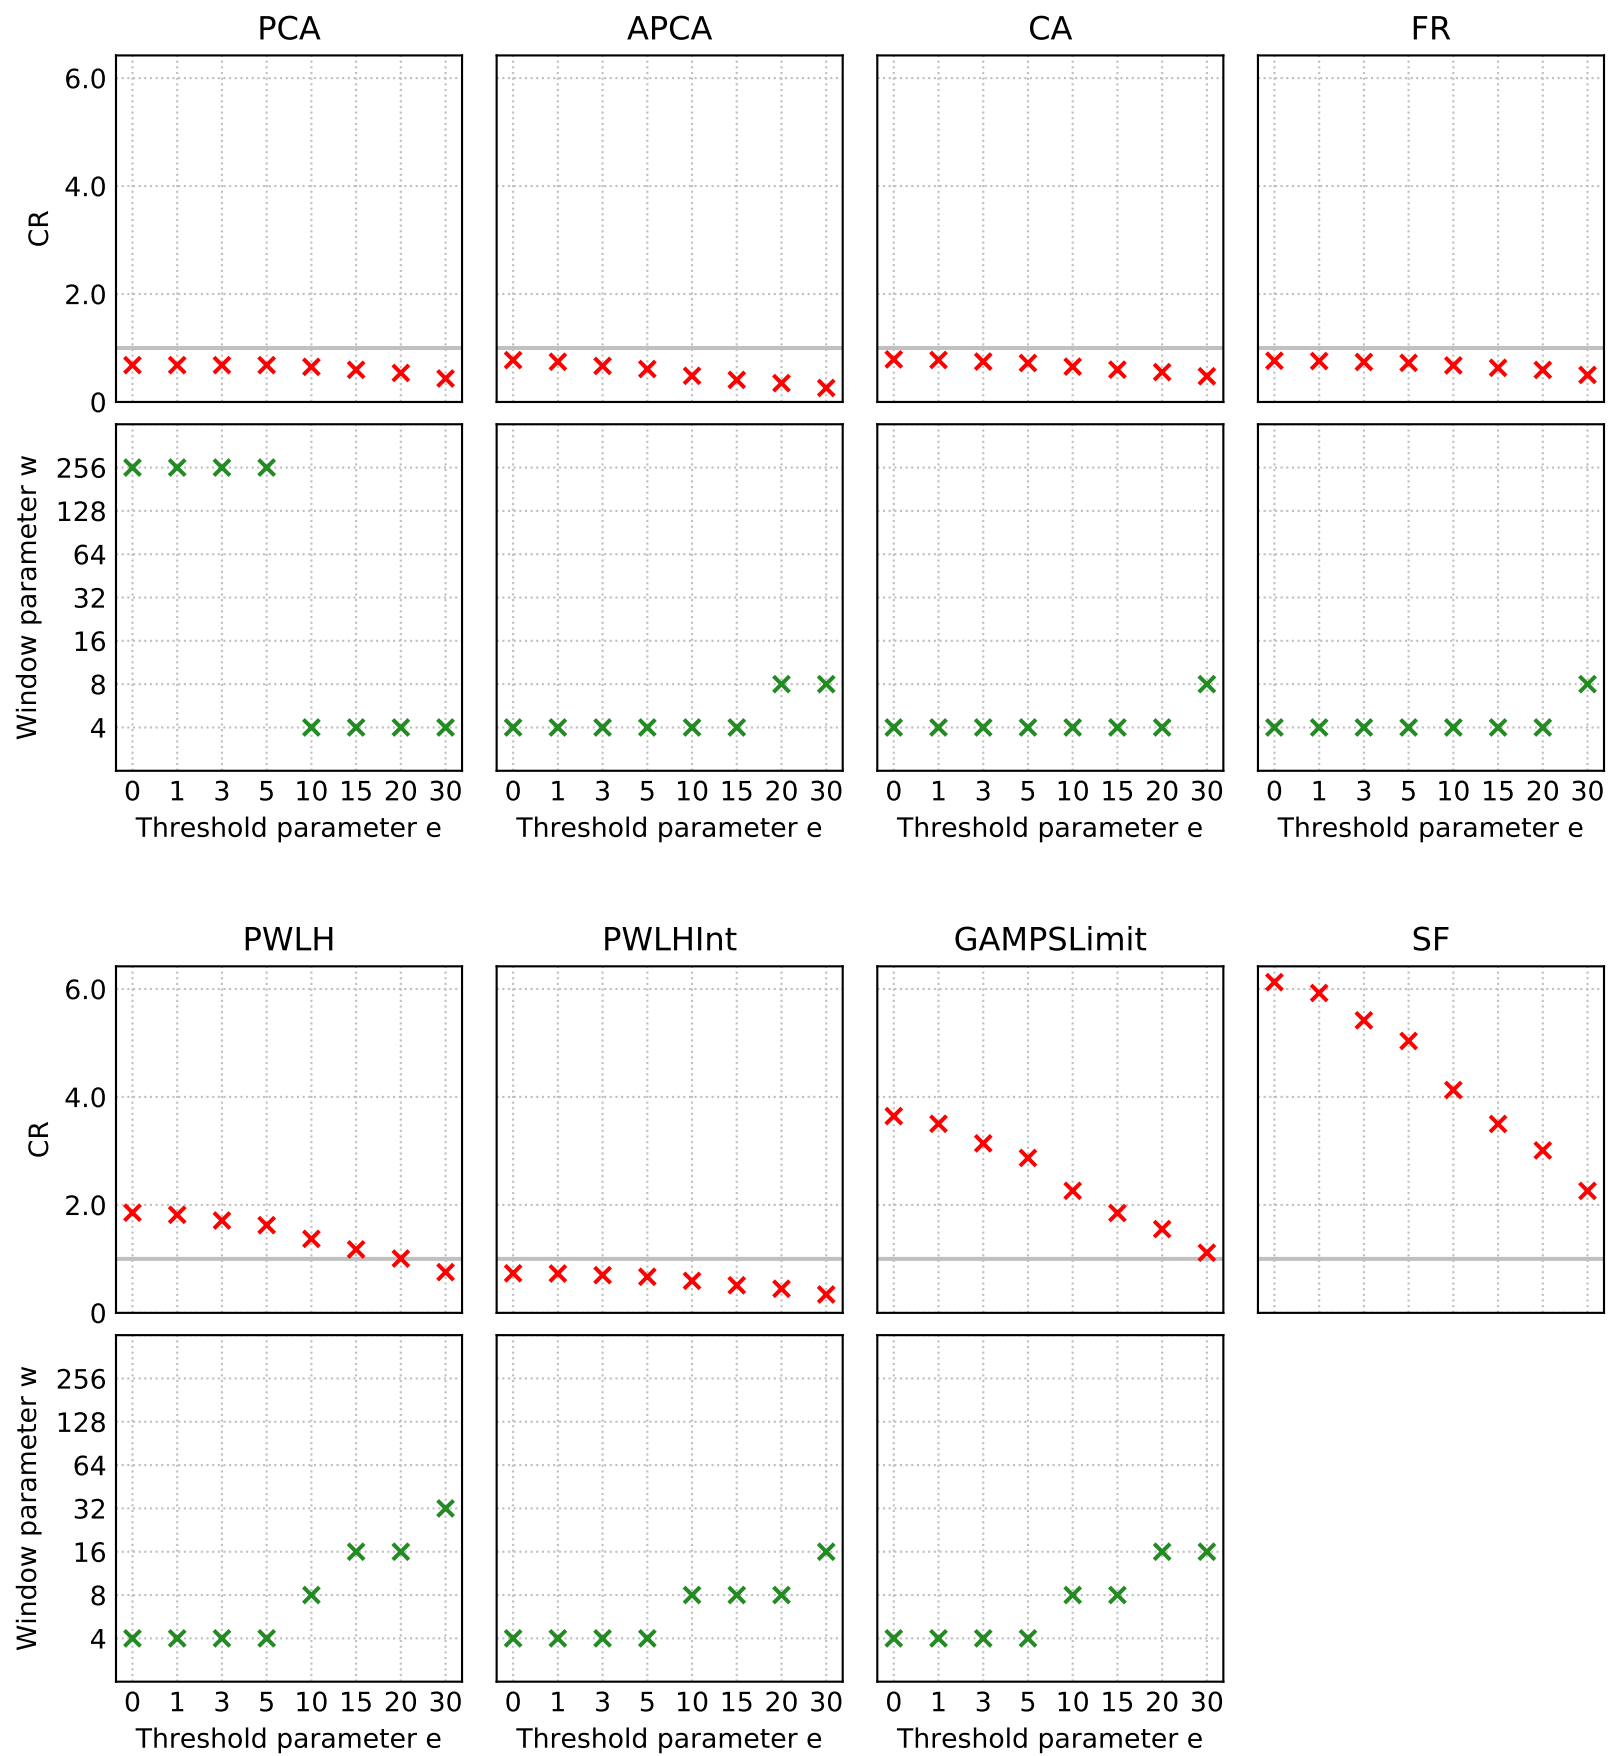 PCA APCA CA FR
6.0
4.0
CR
2.0
0
256
128
64
32
16
8
4
Window parameter w
0 1 3 5 10 15 20 30 0 1 3 5 10 15 20 30 0 1 3 5 10 15 20 30 0 1 3 5 10 15 20 30
Threshold parameter e Threshold parameter e Threshold parameter e Threshold parameter e
PWLH PWLHInt GAMPSLimit SF
6.0
4.0
CR
2.0
0
256
128
64
32
16
8
4
Window parameter w
0 1 3 5 10 15 20 30 0 1 3 5 10 15 20 30 0 1 3 5 10 15 20 30
Threshold parameter e Threshold parameter e Threshold parameter e